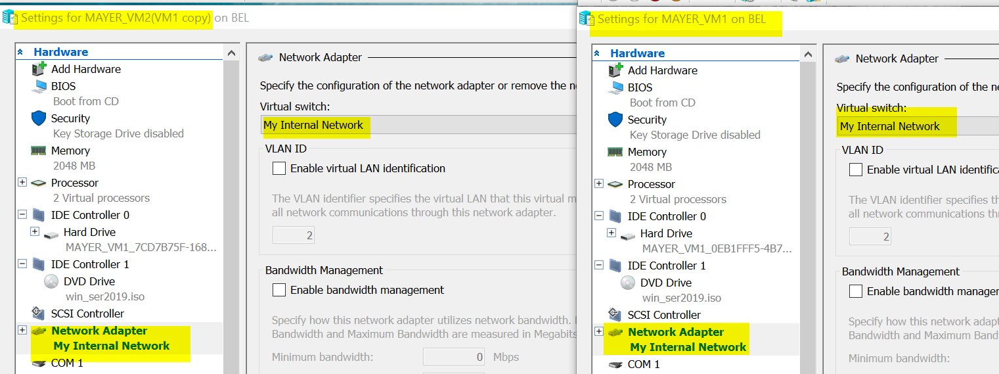 Settings for MAYER_VM2(VM1 copy) on BEL
Hardware
Add Hardware
BIOS
Boot from CD
Security
Key Storage Drive disabled
Memory
2048 MB
Processor
2 Virtual processors
IDE Controller 0
Hard Drive
MAYER_VM1_7CD7B75F-168...
IDE Controller 1
DVD Drive
win_ser2019.iso
SCSI Controller
Network Adapter
My Internal Network
COM 1
Network Adapter
Specify the configuration of the network adapter or remove the n
Virtual switch:
My Internal Network
VLAN ID
Enable virtual LAN identification
The VLAN identifier specifies the virtual LAN that this virtual m
all network communications through this network adapter.
2
Bandwidth Management
Enable bandwidth management
Specify how this network adapter utilizes network bandwidth.
Bandwidth and Maximum Bandwidth are measured in Megabits
Minimum bandwidth: 0 Mbps
Settings for MAYER_VM1 on BEL
Hardware
Add Hardware
BIOS
Boot from CD
Security
Key Storage Drive disabled
Memory
2048 MB
Processor
2 Virtual processors
IDE Controller 0
Hard Drive
MAYER_VM1_0EB1FFF5-4B7...
IDE Controller 1
DVD Drive
win_ser2019.iso
SCSI Controller
Network Adapter
My Internal Network
COM 1
Network Adapter
Specify the configuration of the n
Virtual switch:
My Internal Network
VLAN ID
Enable virtual LAN identifica
The VLAN identifier specifies th
all network communications thr
2
Bandwidth Management
Enable bandwidth manager
Specify how this network adapt
Bandwidth and Maximum Band
Minimum bandwidth: